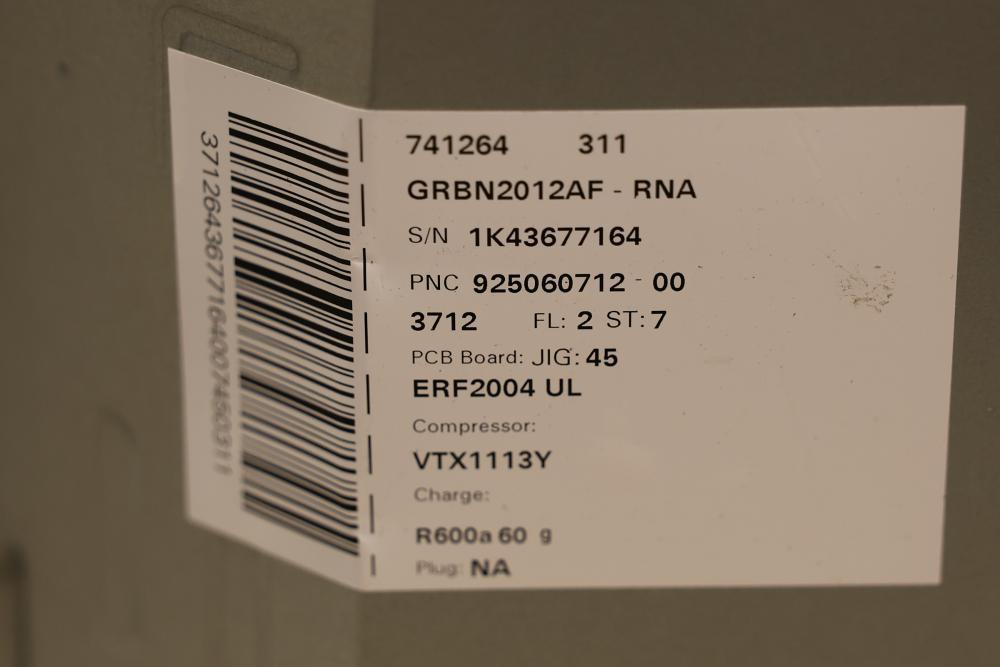 3712643677164007450311
741264 311
GRBN2012AF - RNA
S/N 1K43677164
PNC 925060712 - 00
3712 FL: 2 ST: 7
PCB Board: JIG: 45
ERF2004 UL
Compressor:
VTX1113Y
Charge:
R600a 60 g
Plug: NA